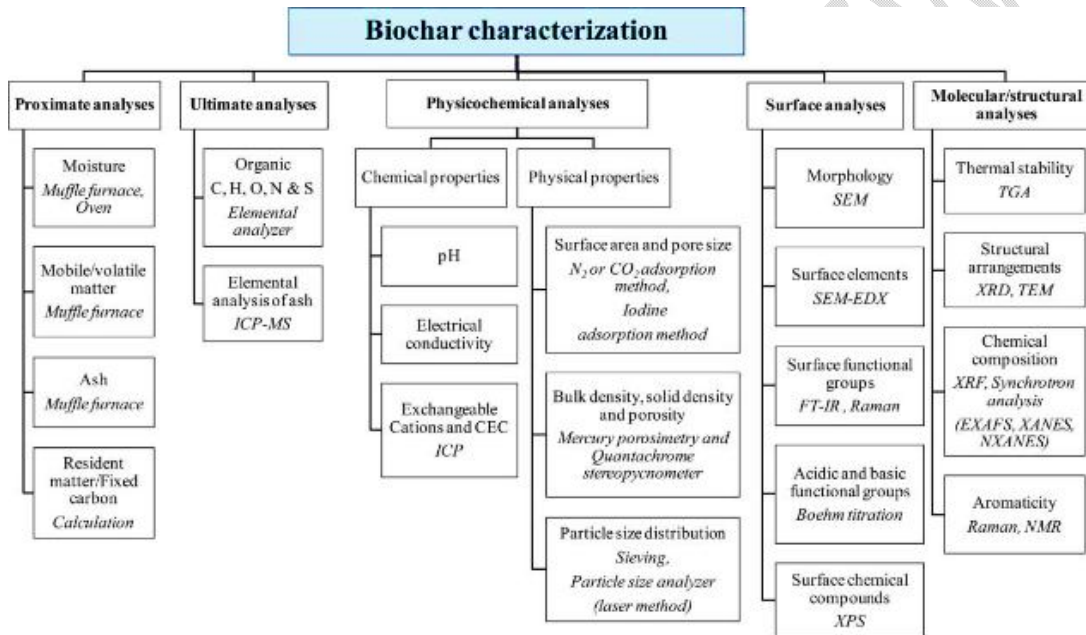 Biochar characterization
Proximate analyses
Moisture
Muffle furnace,
Oven
Mobile/volatile
matter
Muffle furnace
Ash
Muffle furnace
Resident
matter/Fixed
carbon
Calculation
Ultimate analyses
Organic
C, H, O, N & S
Elemental
analyzer
Elemental
analysis of ash
ICP-MS
Physicochemical analyses
Chemical properties
pH
Electrical
conductivity
Exchangeable
Cations and CEC
ICP
Physical properties
Surface area and pore size
N₂ or CO₂ adsorption
method,
Iodine
adsorption method
Bulk density, solid density
and porosity
Mercury porosimetry and
Quantachrome
stereopycnometer
Particle size distribution
Sieving,
Particle size analyzer
(laser method)
Surface analyses
Morphology
SEM
Surface elements
SEM-EDX
Surface functional
groups
FT-IR , Raman
Acidic and basic
functional groups
Boehm titration
Surface chemical
compounds
XPS
Molecular/structural
analyses
Thermal stability
TGA
Structural
arrangements
XRD, TEM
Chemical
composition
XRF, Synchrotron
analysis
(EXAFS, XANES,
NXANES)
Aromaticity
Raman, NMR